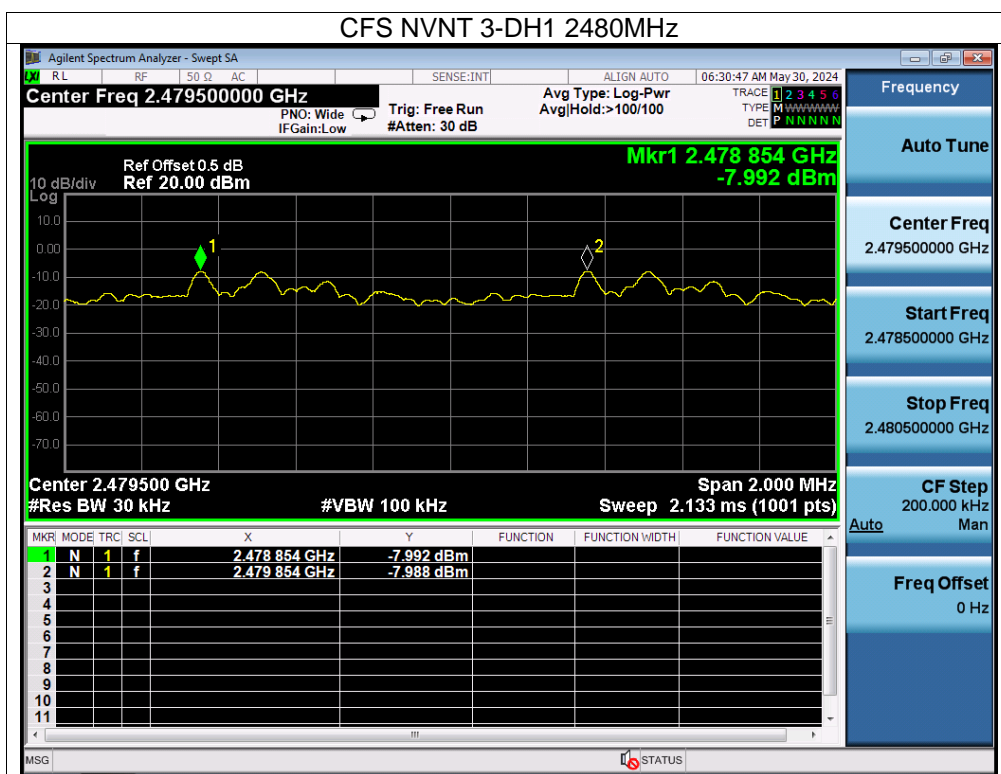 CFS NVNT 3-DH1 2480MHz
Agilent Spectrum Analyzer - Swept SA
LXI RL RF 50 Ω AC SENSE:INT ALIGN AUTO 06:30:47 AM May 30, 2024
Center Freq 2.479500000 GHz
PNO: Wide
IFGain:Low
Trig: Free Run
#Atten: 30 dB
Avg Type: Log-Pwr
Avg|Hold:>100/100
TRACE 1 2 3 4 5 6
TYPE M WWWWW
DET P N N N N N
Ref Offset 0.5 dB
10 dB/div Ref 20.00 dBm
Log
Mkr1 2.478 854 GHz
-7.992 dBm
10.0
0.00
-10.0
-20.0
-30.0
-40.0
-50.0
-60.0
-70.0
1
2
Center 2.479500 GHz Span 2.000 MHz
#Res BW 30 kHz #VBW 100 kHz Sweep 2.133 ms (1001 pts)
MKR MODE TRC SCL X Y FUNCTION FUNCTION WIDTH FUNCTION VALUE
1 N 1 f 2.478 854 GHz -7.992 dBm
2 N 1 f 2.479 854 GHz -7.988 dBm
3
4
5
6
7
8
9
10
11
MSG STATUS
Frequency
Auto Tune
Center Freq
2.479500000 GHz
Start Freq
2.478500000 GHz
Stop Freq
2.480500000 GHz
CF Step
200.000 kHz
Auto Man
Freq Offset
0 Hz